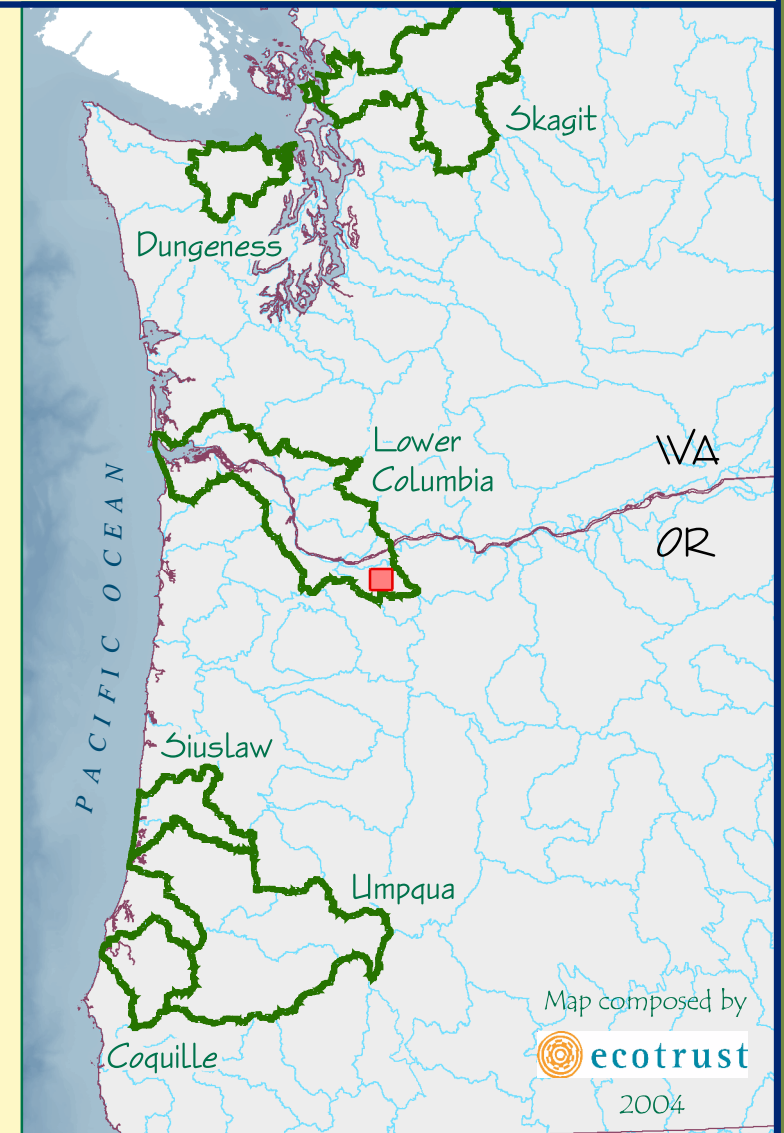 Skagit
Dungeness
Lower
Columbia
WA
OR
PACIFIC OCEAN
Siuslaw
Umpqua
Coquille
Map composed by
ecotrust
2004